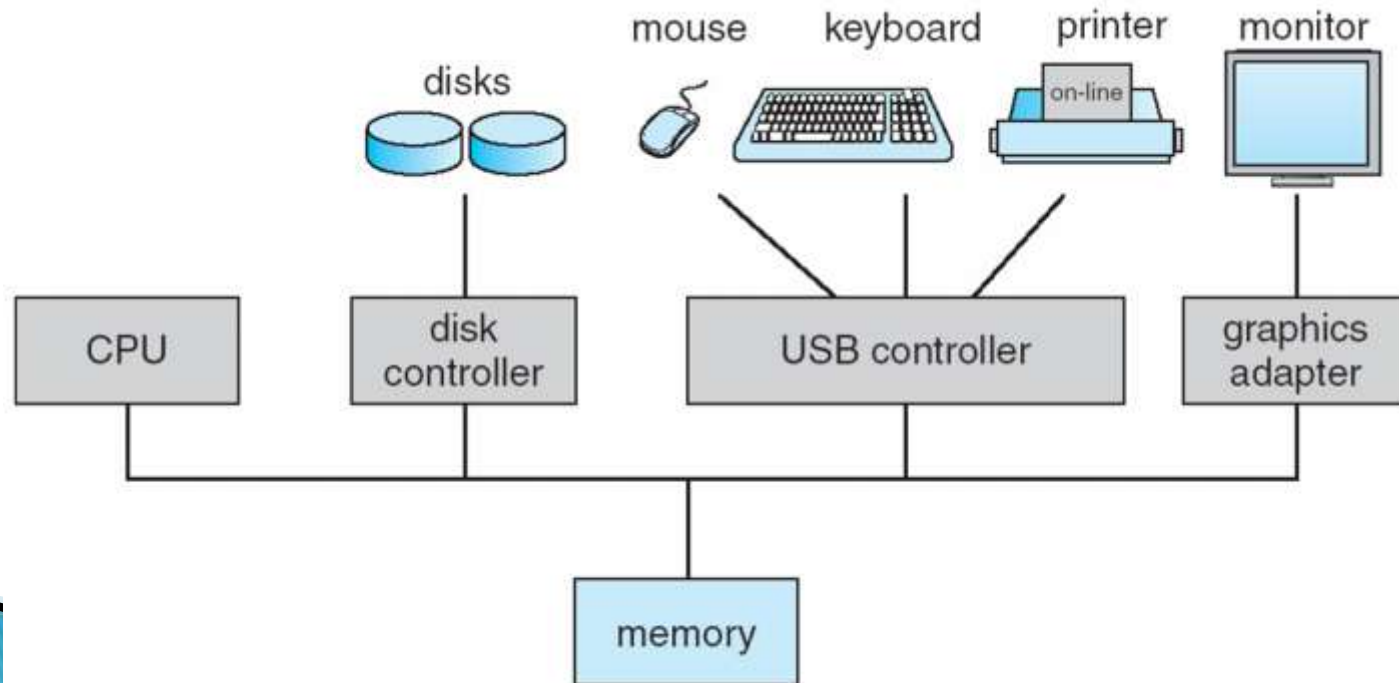 mouse
keyboard
printer
monitor
disks
on-line
CPU
disk
controller
USB controller
graphics
adapter
memory